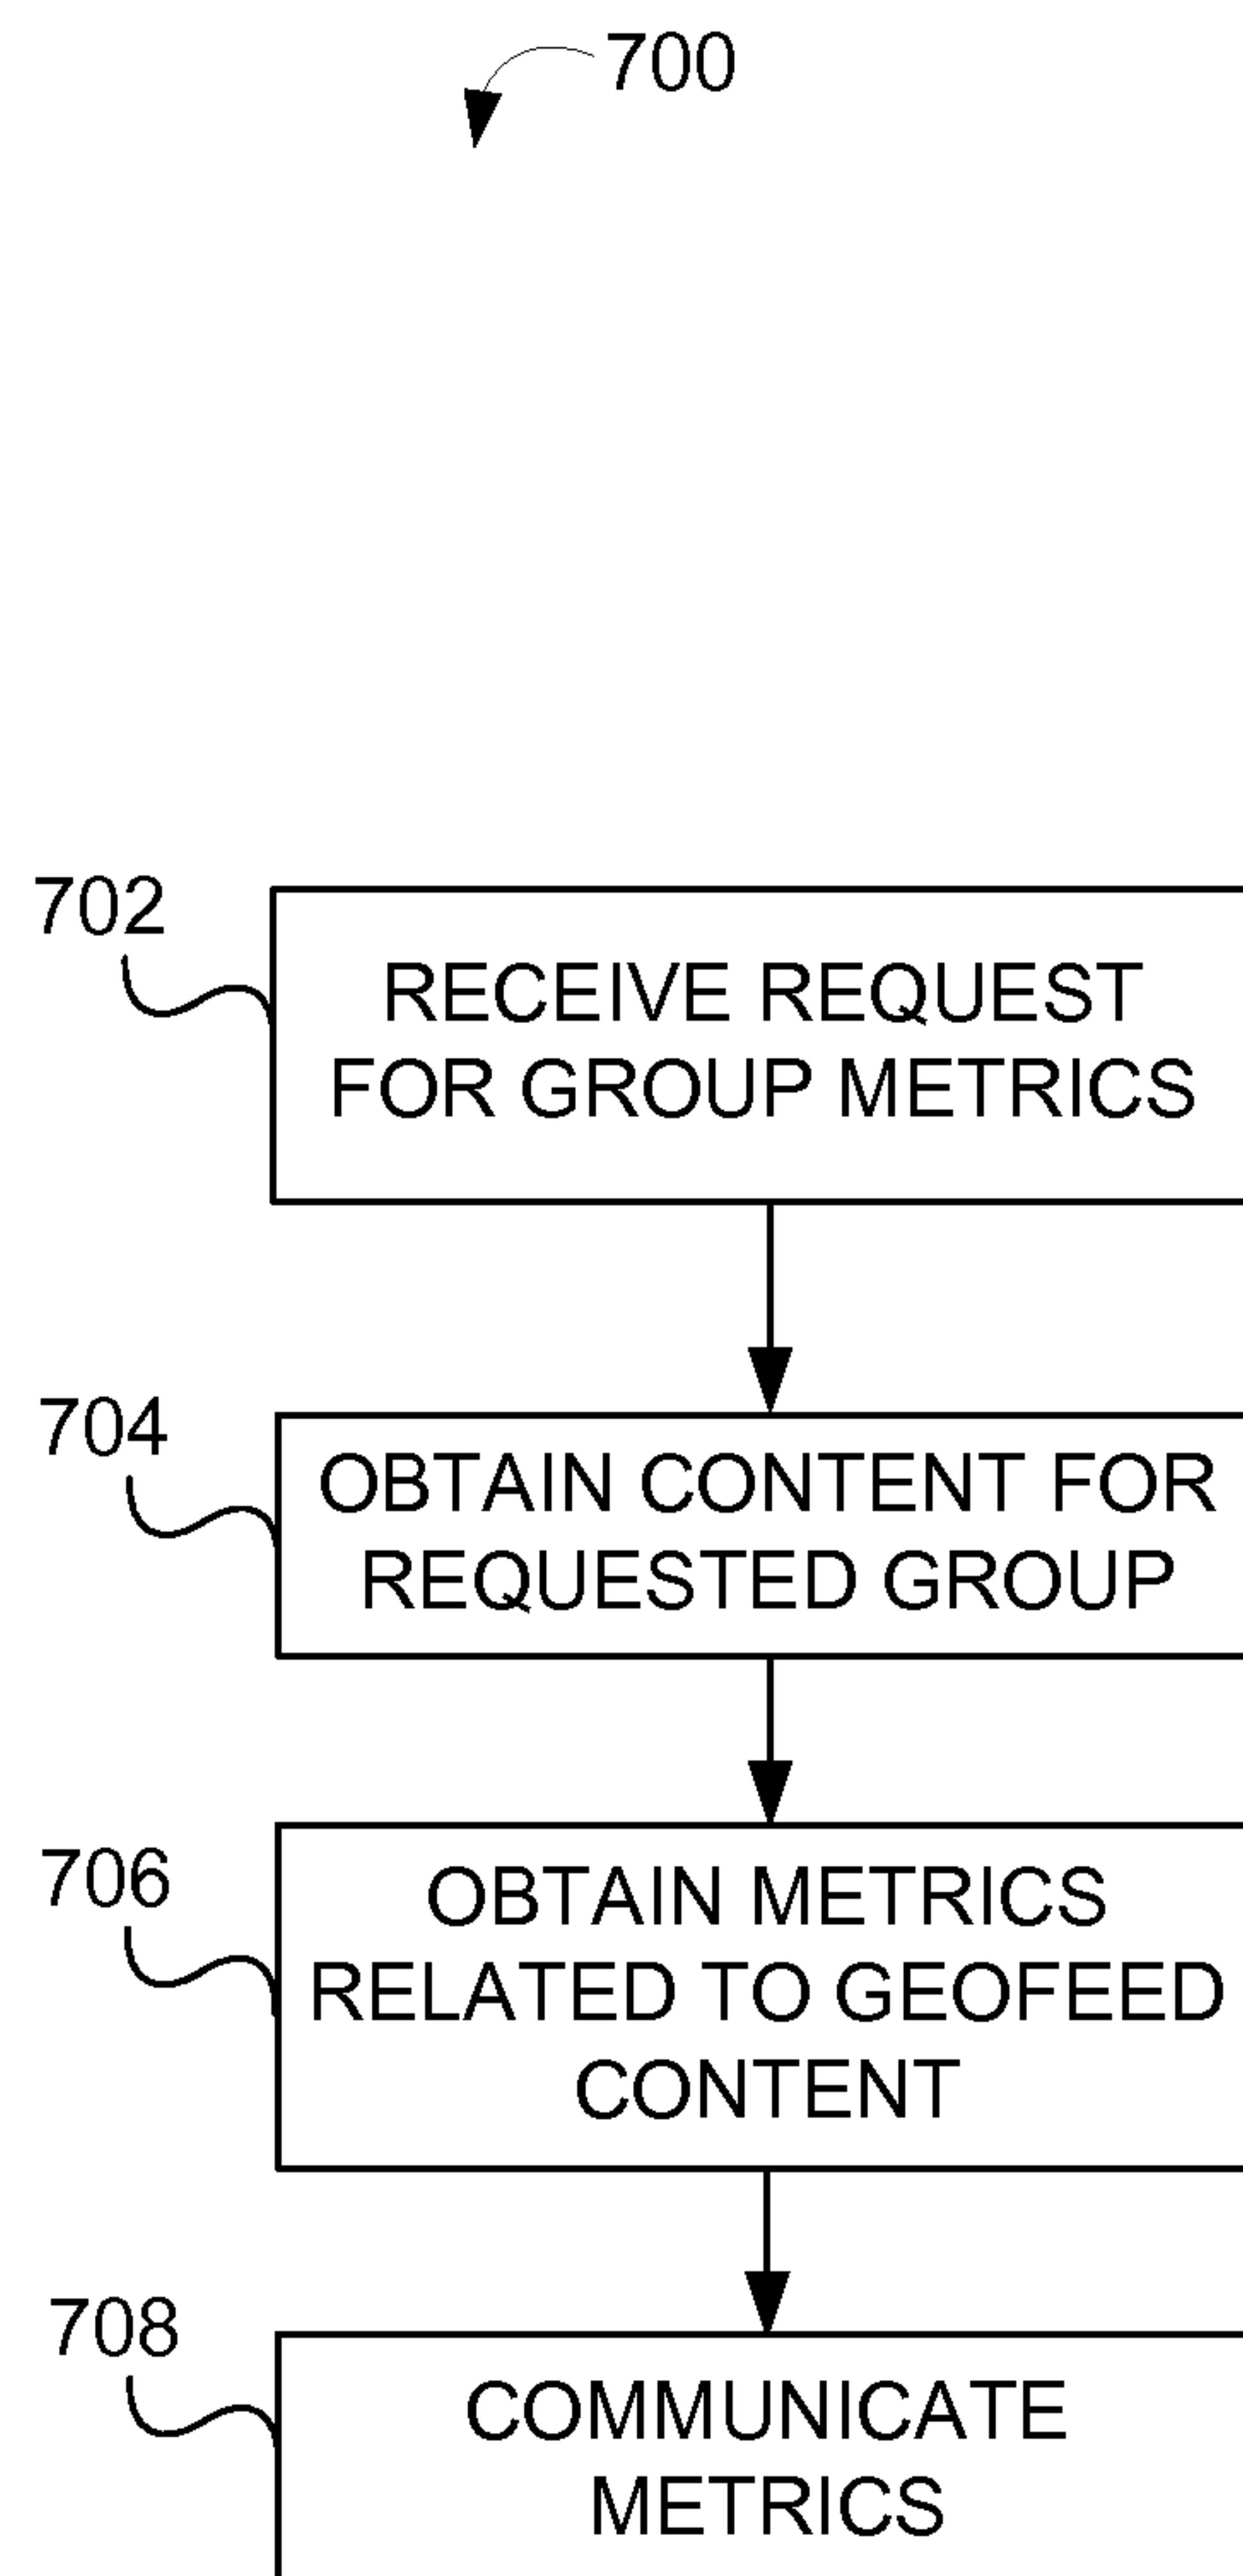 700
702
RECEIVE REQUEST
FOR GROUP METRICS
704
OBTAIN CONTENT FOR
REQUESTED GROUP
706
OBTAIN METRICS
RELATED TO GEOFEED
CONTENT
708
COMMUNICATE
METRICS